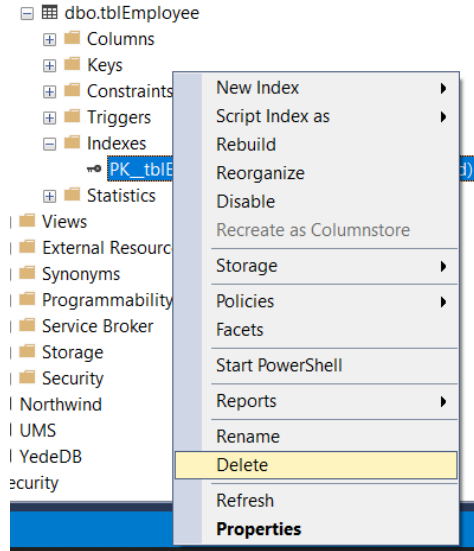 dbo.tblEmployee
Columns
Keys
Constraints
Triggers
Indexes
PK__tblE
d)
Statistics
Views
External Resourc
Synonyms
Programmability
Service Broker
Storage
Security
Northwind
UMS
YedeDB
ecurity
New Index
Script Index as
Rebuild
Reorganize
Disable
Recreate as Columnstore
Storage
Policies
Facets
Start PowerShell
Reports
Rename
Delete
Refresh
Properties